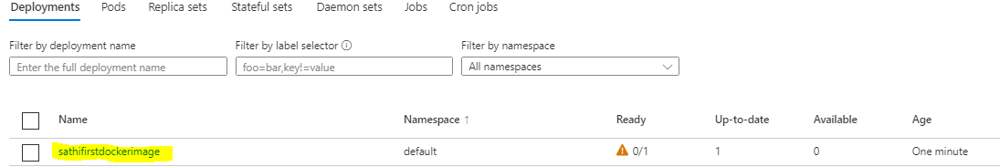 Deployments Pods Replica sets Stateful sets Daemon sets Jobs Cron jobs
Filter by deployment name Filter by label selector Filter by namespace
Enter the full deployment name foo=bar,key!=value All namespaces
Name Namespace ↑ Ready Up-to-date Available Age
sathifirstdockerimage default 0/1 1 0 One minute